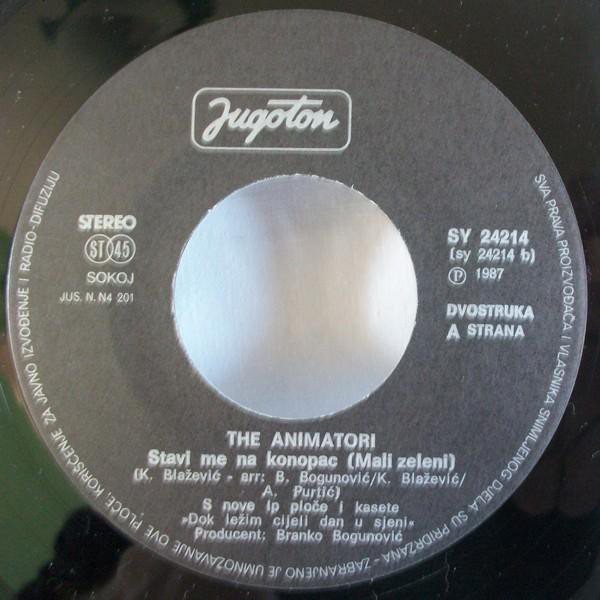 Jugoton
STEREO
ST 45
SOKOJ
JUS. N. N4 201
SY 24214
(sy 24214 b)
Ⓟ 1987
DVOSTRUKA
A STRANA
THE ANIMATORI
Stavi me na konopac (Mali zeleni)
(K. Blažević - arr: B. Bogunović/K. Blažević/
A. Purtić)
S nove lp ploče i kasete
»Dok ležim cijeli dan u sjeni«
Producent: Branko Bogunović
SVA PRAVA PROIZVOĐAČA I VLASNIKA SNIMLJENOG DJELA SU PRIDRŽANA - ZABRANJENO JE UMNOŽAVANJE OVE PLOČE, KORIŠĆENJE ZA JAVNO IZVOĐENJE I RADIO-DIFUZIJU